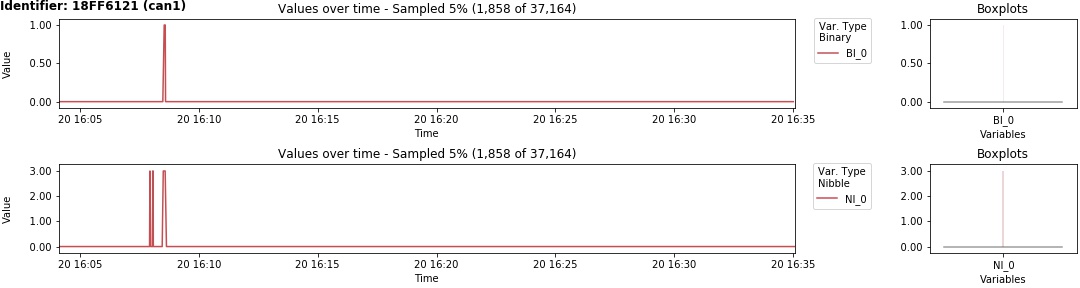 Identifier: 18FF6121 (can1)
Values over time - Sampled 5% (1,858 of 37,164)
Boxplots
Value
1.00
0.50
0.00
20 16:05 20 16:10 20 16:15 20 16:20 20 16:25 20 16:30 20 16:35
Time
Var. Type
Binary
BI_0
1.00
0.50
0.00
BI_0
Variables
Values over time - Sampled 5% (1,858 of 37,164)
Boxplots
Value
3.00
2.00
1.00
0.00
20 16:05 20 16:10 20 16:15 20 16:20 20 16:25 20 16:30 20 16:35
Time
Var. Type
Nibble
NI_0
3.00
2.00
1.00
0.00
NI_0
Variables